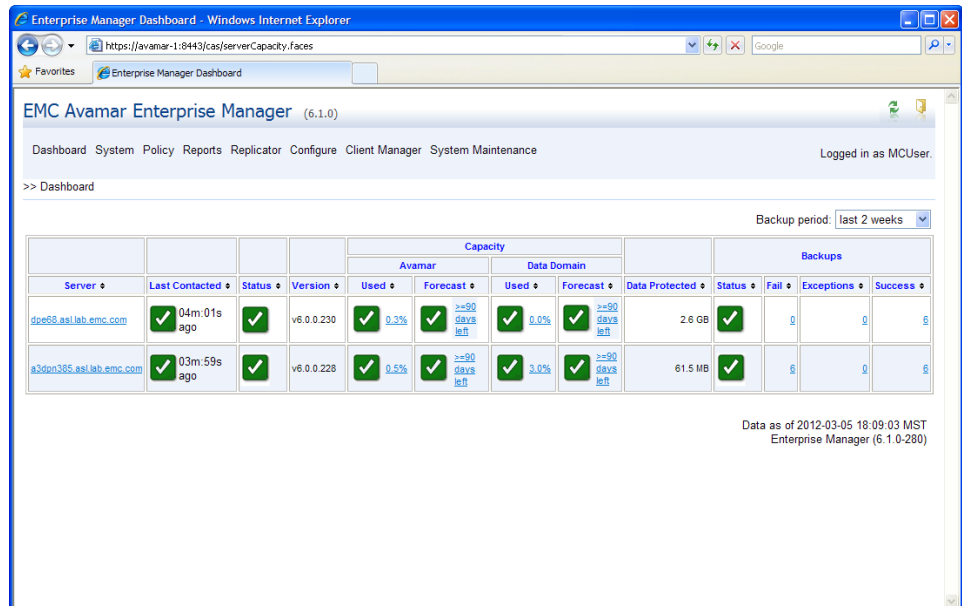 Enterprise Manager Dashboard - Windows Internet Explorer
https://avamar-1:8443/cas/serverCapacity.faces
Google
Favorites
Enterprise Manager Dashboard
EMC Avamar Enterprise Manager (6.1.0)
Dashboard System Policy Reports Replicator Configure Client Manager System Maintenance
Logged in as MCUser.
>> Dashboard
Backup period: last 2 weeks
Capacity
Backups
Avamar Data Domain
Server Last Contacted Status Version Used Forecast Used Forecast Data Protected Status Fail Exceptions Success
dpe68.asl.lab.emc.com 04m:01s ago v6.0.0.230 0.3% >=90 days left 0.0% >=90 days left 2.6 GB 0 0 6
a3dpn385.asl.lab.emc.com 03m:59s ago v6.0.0.228 0.5% >=90 days left 3.0% >=90 days left 61.5 MB 6 0 6
Data as of 2012-03-05 18:09:03 MST
Enterprise Manager (6.1.0-280)